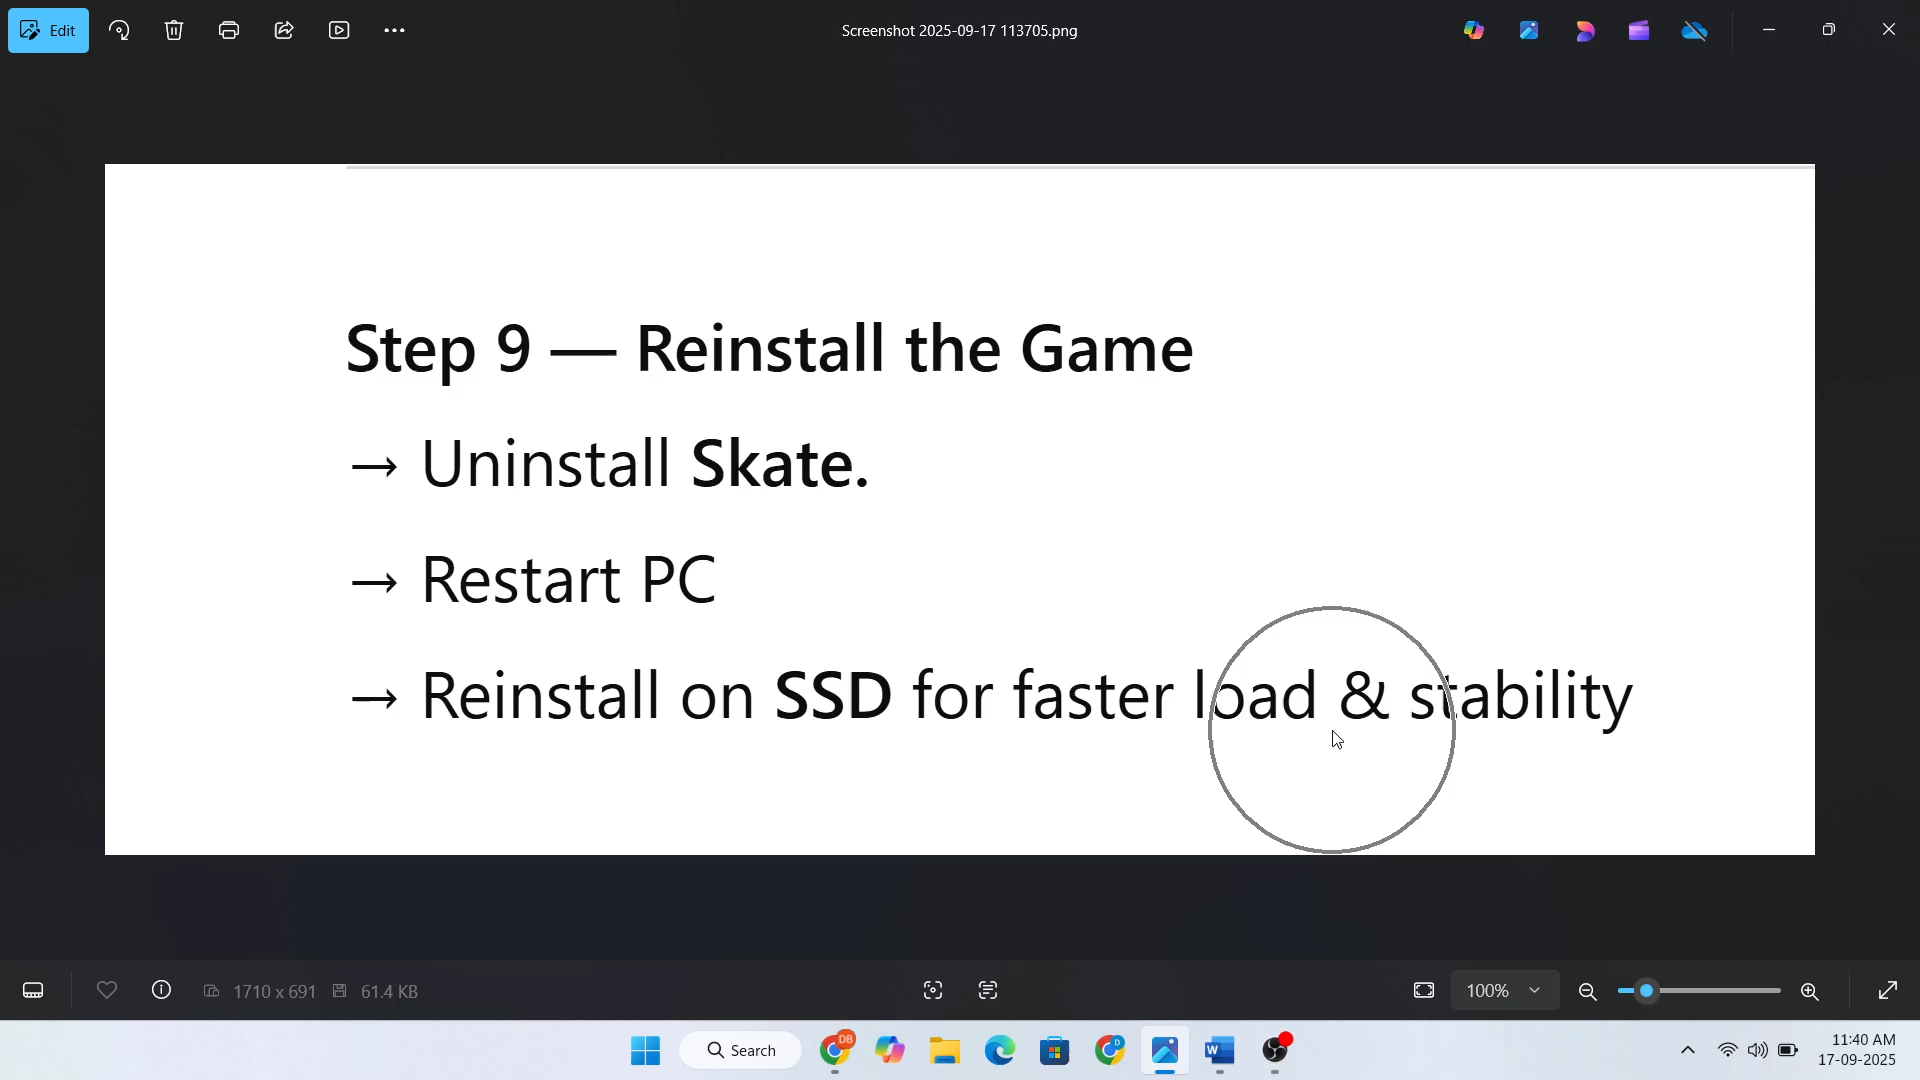 Edit
Screenshot 2025-09-17 113705.png
Step 9 — Reinstall the Game
→ Uninstall Skate.
→ Restart PC
→ Reinstall on SSD for faster load & stability
1710 x 691
61.4 KB
100%
Search
DB
D
W
11:40 AM
17-09-2025